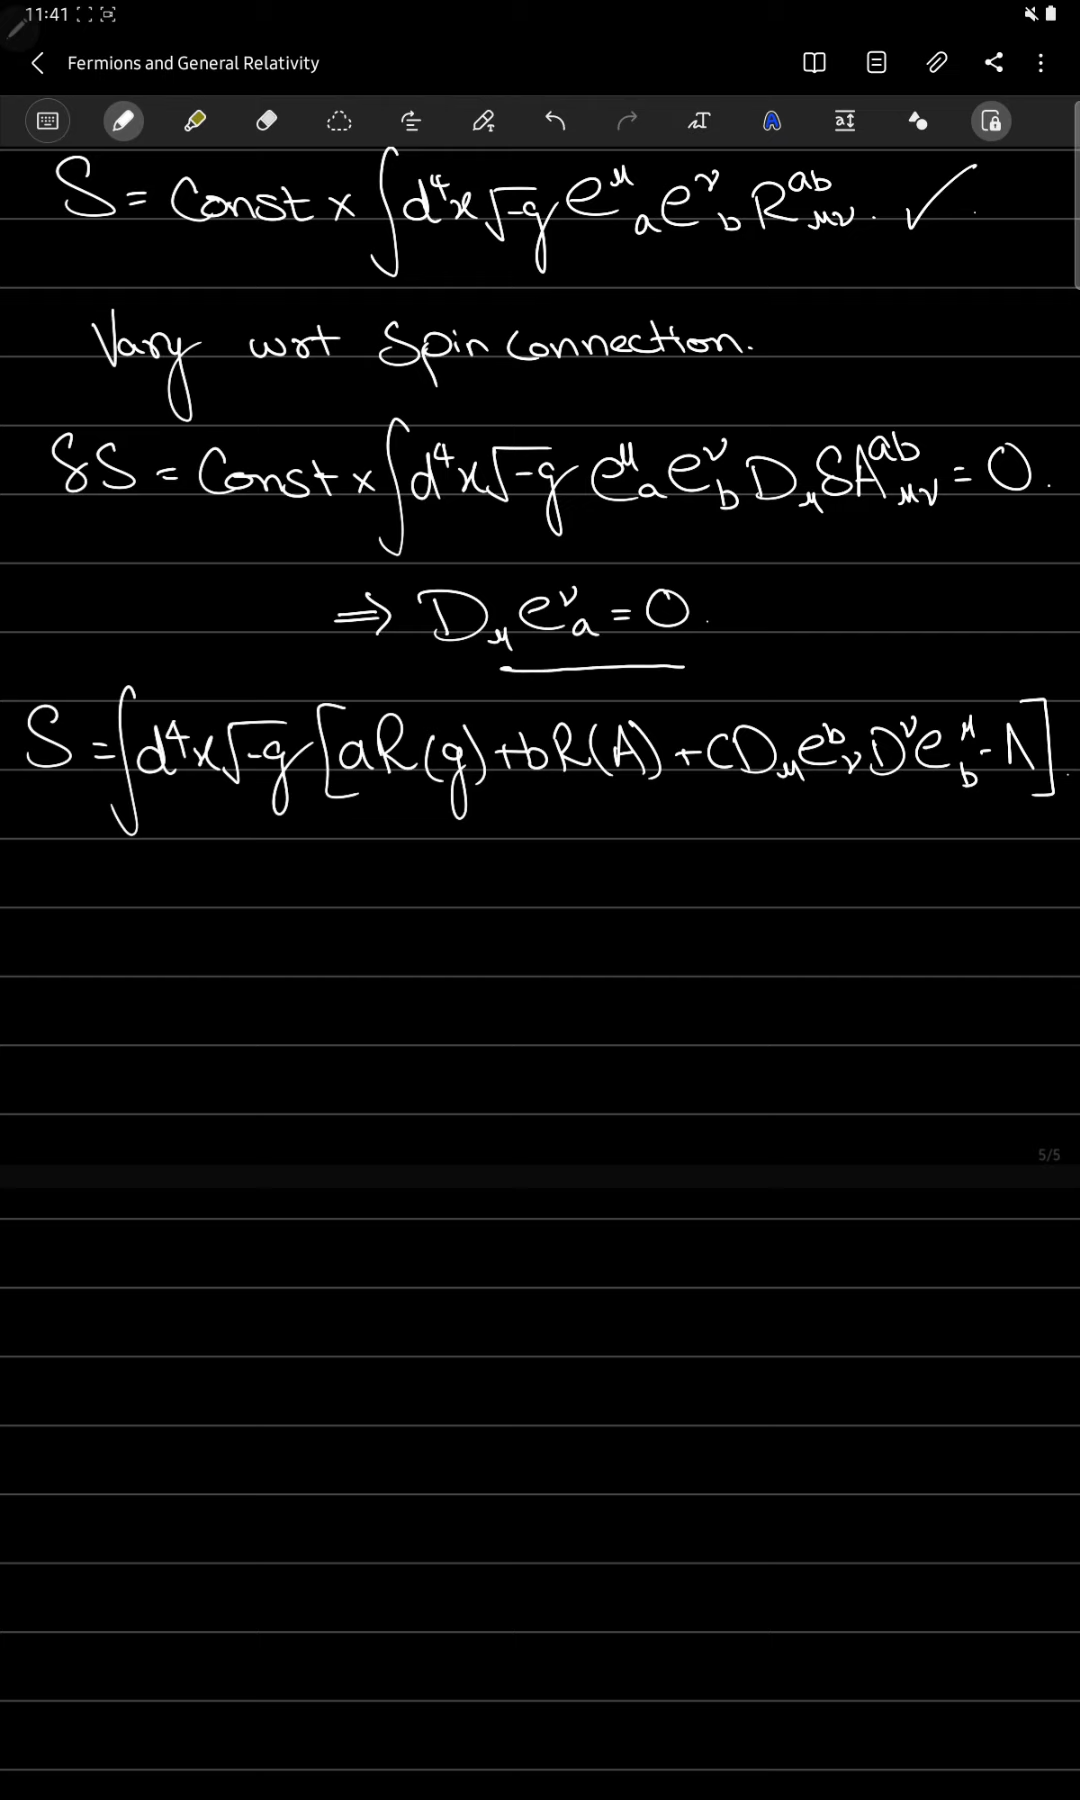 11:41
Fermions and General Relativity
S = Const × ∫d⁴x√-g e^μ_a e^ν_b R^ab_μν. ✓
Vary wrt Spin Connection.
δS = Const × ∫d⁴x√-g e^μ_a e^ν_b D_μ δA^ab_μν = 0.
⇒ D_μ e^ν_a = 0.
S = ∫d⁴x√-g [aR(g) + bR(A) + cD_μ e^b_ν D^ν e^μ_b - Λ].
5/5